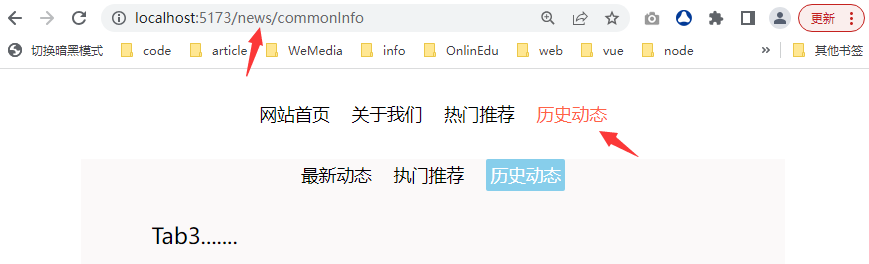 localhost:5173/news/commonInfo
更新
切换暗黑模式 code article WeMedia info OnlinEdu web vue node » 其他书签
网站首页 关于我们 热门推荐 历史动态
最新动态 执门推荐 历史动态
Tab3.......